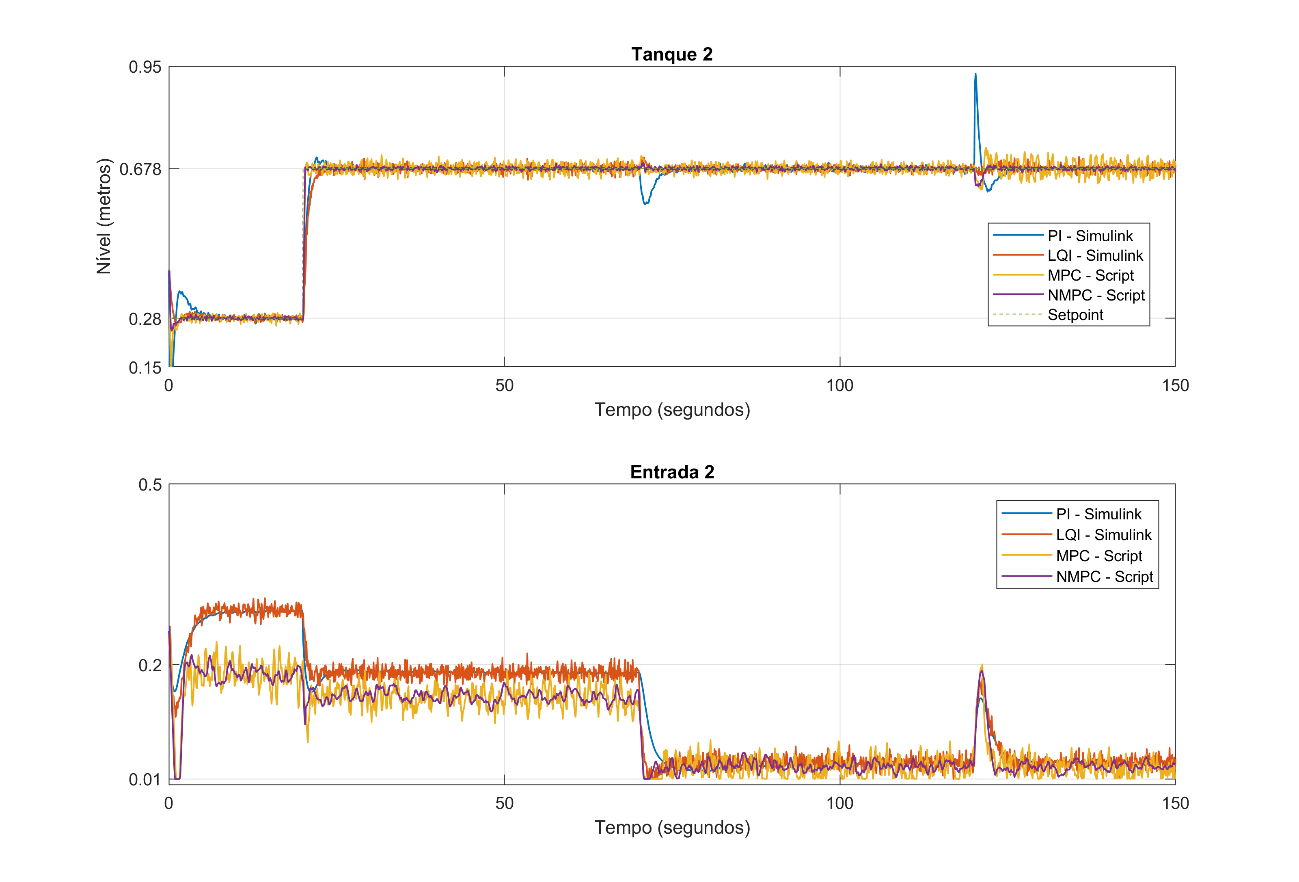 Tanque 2
0.95
0.678
0.28
0.15
Nível (metros)
0
50
100
150
Tempo (segundos)
PI - Simulink
LQI - Simulink
MPC - Script
NMPC - Script
Setpoint
Entrada 2
0.5
0.2
0.01
0
50
100
150
Tempo (segundos)
PI - Simulink
LQI - Simulink
MPC - Script
NMPC - Script